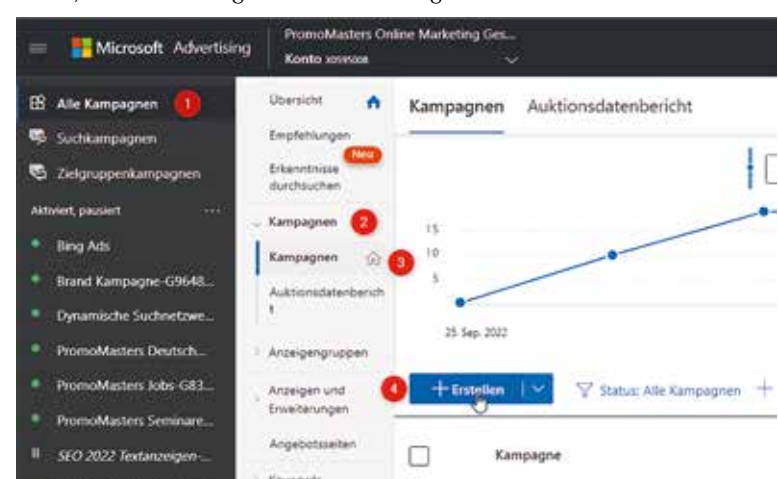 Microsoft Advertising
PromoMasters Online Marketing Ges...
Konto
Alle Kampagnen 1
Suchkampagnen
Zielgruppenkampagnen
Aktiviert, pausiert ...
Bing Ads
Brand Kampagne-G9648...
Dynamische Suchnetzwe...
PromoMasters Deutsch...
PromoMasters Jobs-G83...
PromoMasters Seminare...
SEO 2022 Textanzeigen-...
Übersicht
Empfehlungen
Neu
Erkenntnisse
durchsuchen
Kampagnen 2
Kampagnen 3
Auktionsdatenberich
t
Anzeigengruppen
Anzeigen und
Erweiterungen
Angebotsseiten
Kampagnen Auktionsdatenbericht
15
10
5
25. Sep. 2022
4 + Erstellen Status: Alle Kampagnen +
Kampagne